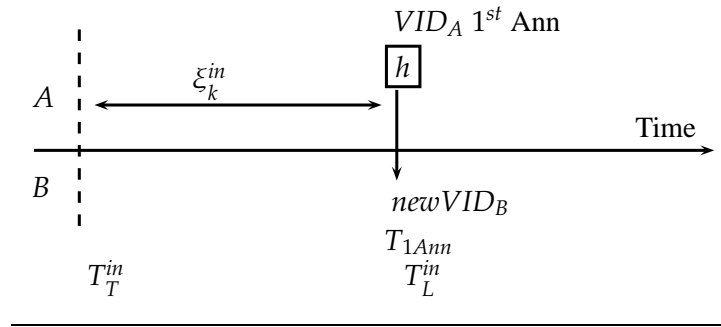 VID_A 1^st Ann
h
ξ_k^in
A
Time
B
newVID_B
T_1Ann
T_T^in T_L^in